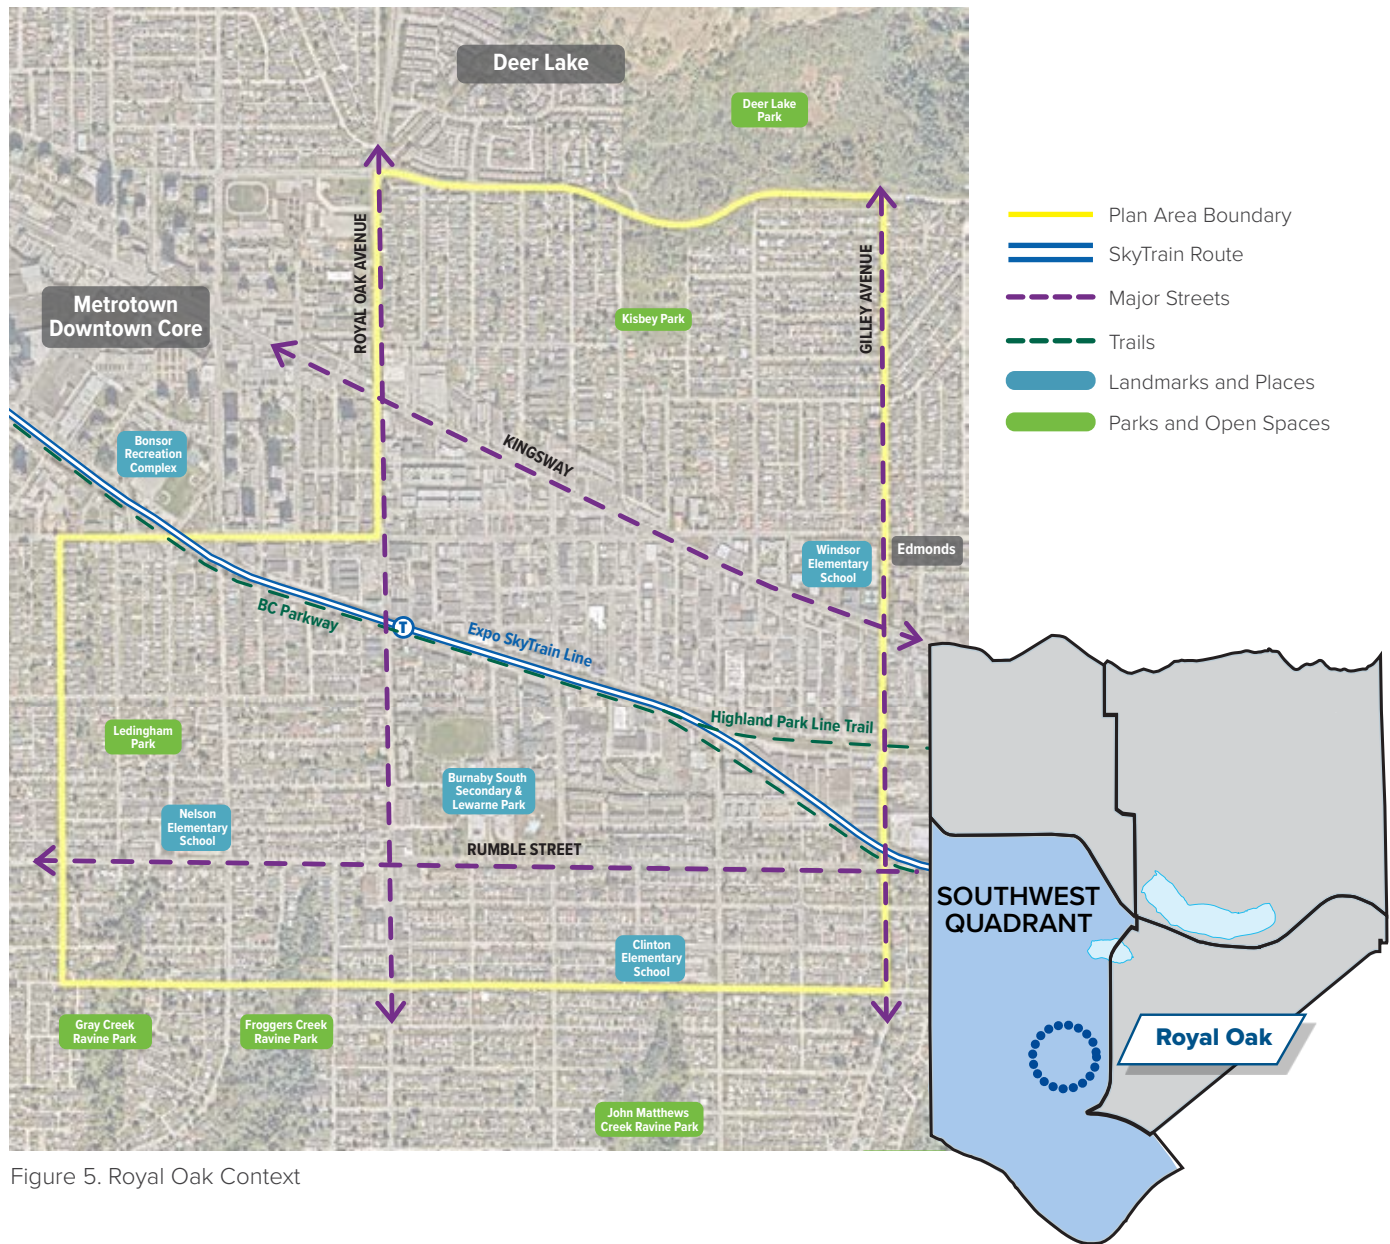 Deer Lake
Deer Lake
Park
ROYAL OAK AVENUE
GILLEY AVENUE
Metrotown
Downtown Core
Kisbey Park
KINGSWAY
Bonsor
Recreation
Complex
Windsor
Elementary
School
Edmonds
BC Parkway
T
Expo SkyTrain Line
Highland Park Line Trail
Ledingham
Park
Burnaby South
Secondary &
Lewarne Park
Nelson
Elementary
School
RUMBLE STREET
Clinton
Elementary
School
Gray Creek
Ravine Park
Froggers Creek
Ravine Park
John Matthews
Creek Ravine Park
Plan Area Boundary
SkyTrain Route
Major Streets
Trails
Landmarks and Places
Parks and Open Spaces
SOUTHWEST
QUADRANT
Royal Oak
Figure 5. Royal Oak Context